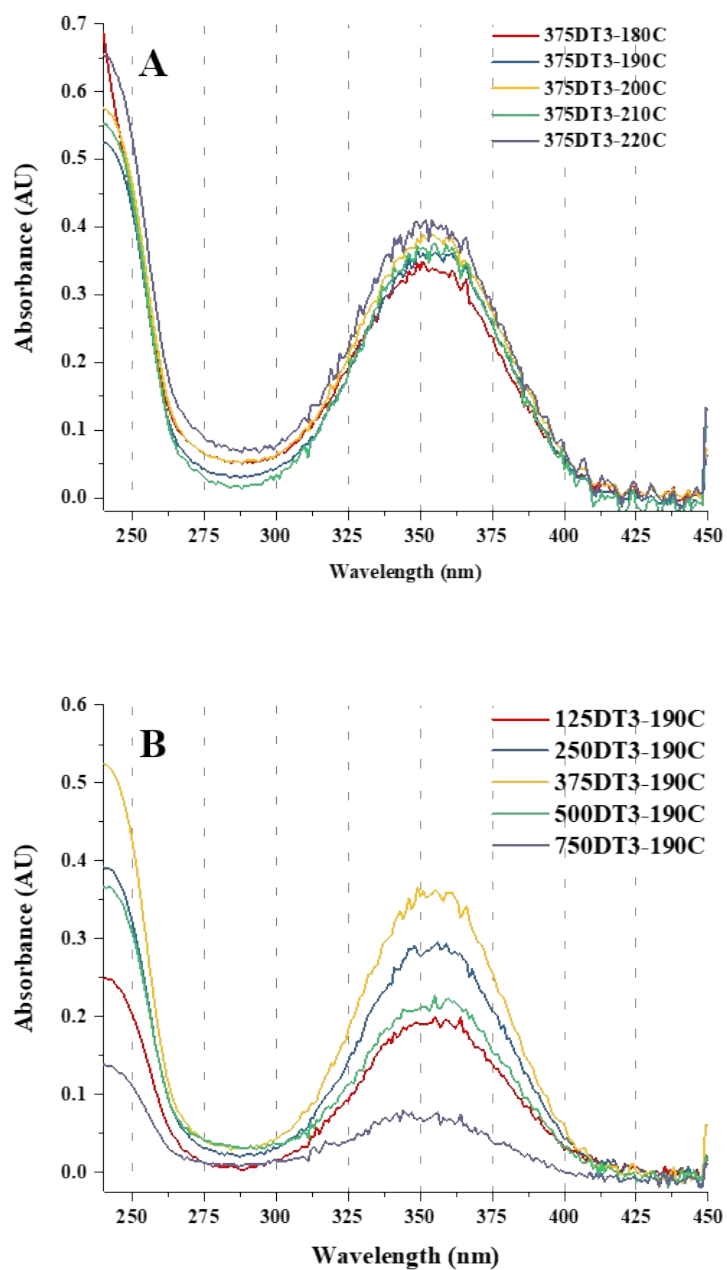 A
375DT3-180C
375DT3-190C
375DT3-200C
375DT3-210C
375DT3-220C
Absorbance (AU)
0.7
0.6
0.5
0.4
0.3
0.2
0.1
0.0
250 275 300 325 350 375 400 425 450
Wavelength (nm)
B
125DT3-190C
250DT3-190C
375DT3-190C
500DT3-190C
750DT3-190C
Absorbance (AU)
0.6
0.5
0.4
0.3
0.2
0.1
0.0
250 275 300 325 350 375 400 425 450
Wavelength (nm)